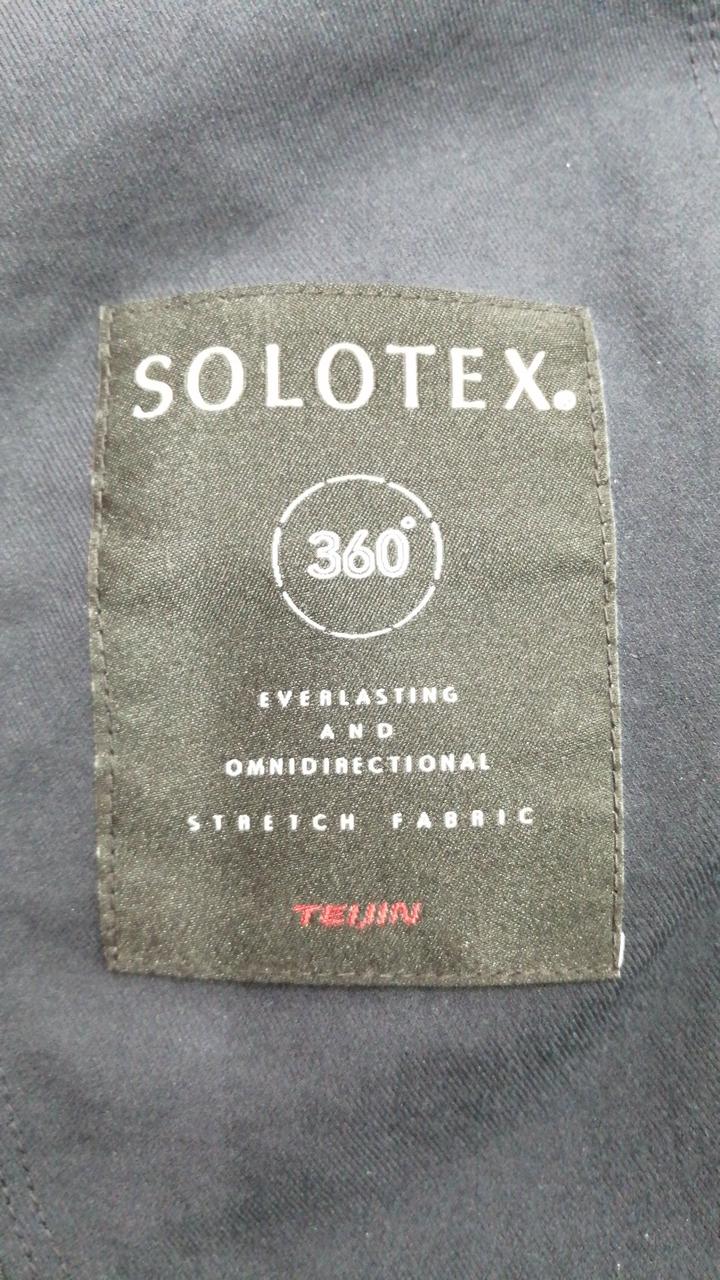 SOLOTEX®
360°
EVERLASTING
AND
OMNIDIRECTIONAL
STRETCH FABRIC
TEIJIN